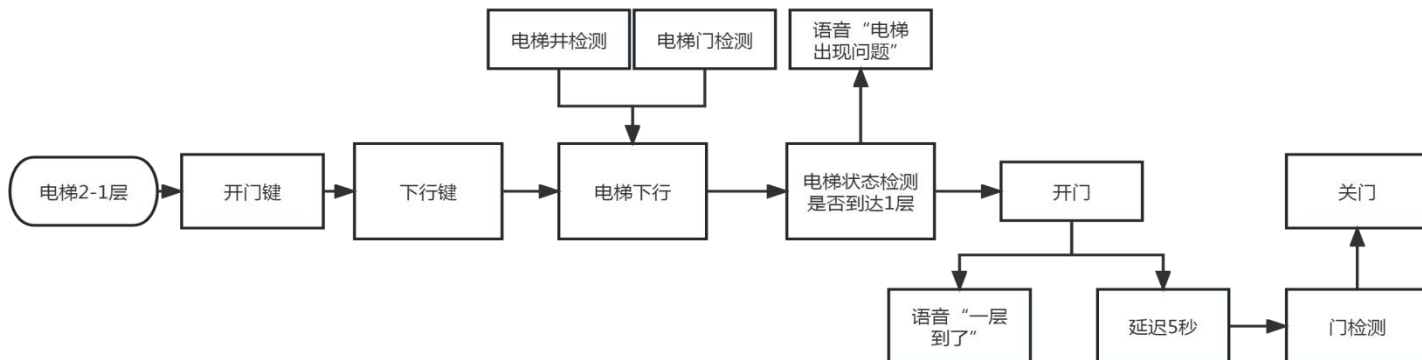 电梯井检测
电梯门检测
语音“电梯
出现问题”
电梯2-1层
开门键
下行键
电梯下行
电梯状态检测
是否到达1层
开门
关门
语音“一层
到了”
延迟5秒
门检测